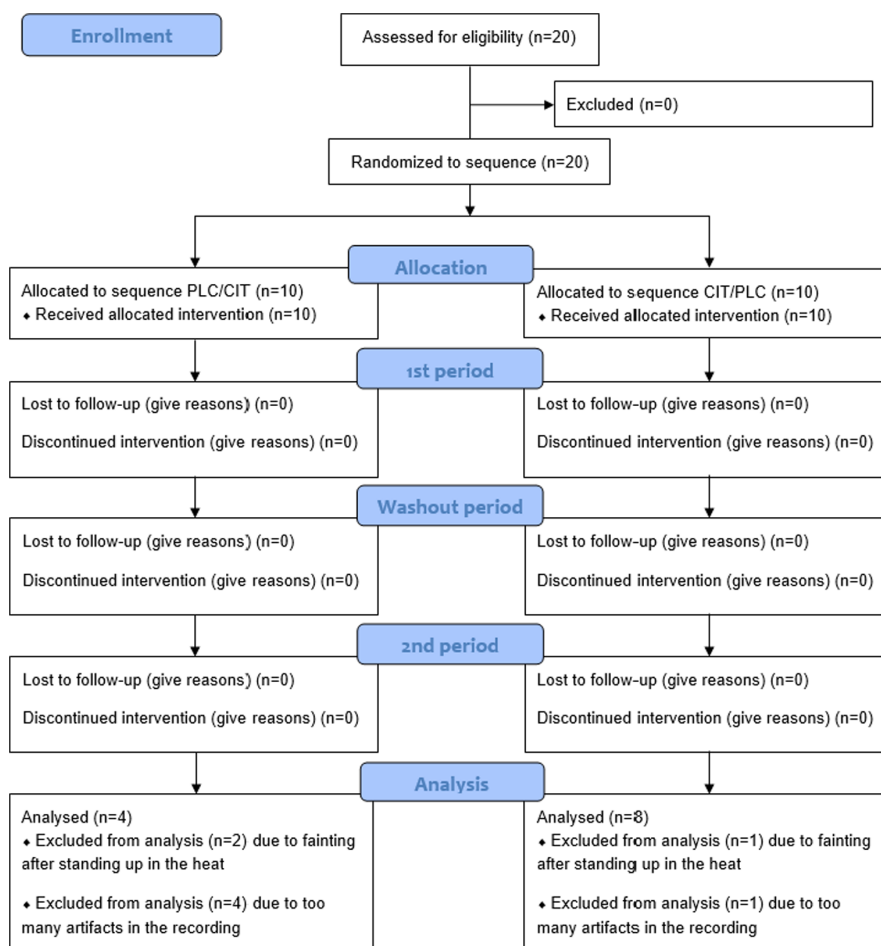 Enrollment
Assessed for eligibility (n=20)
Excluded (n=0)
Randomized to sequence (n=20)
Allocation
Allocated to sequence PLC/CIT (n=10)
⬥ Received allocated intervention (n=10)
Allocated to sequence CIT/PLC (n=10)
⬥ Received allocated intervention (n=10)
1st period
Lost to follow-up (give reasons) (n=0)
Discontinued intervention (give reasons) (n=0)
Lost to follow-up (give reasons) (n=0)
Discontinued intervention (give reasons) (n=0)
Washout period
Lost to follow-up (give reasons) (n=0)
Discontinued intervention (give reasons) (n=0)
Lost to follow-up (give reasons) (n=0)
Discontinued intervention (give reasons) (n=0)
2nd period
Lost to follow-up (give reasons) (n=0)
Discontinued intervention (give reasons) (n=0)
Lost to follow-up (give reasons) (n=0)
Discontinued intervention (give reasons) (n=0)
Analysis
Analysed (n=4)
⬥ Excluded from analysis (n=2) due to fainting
after standing up in the heat
⬥ Excluded from analysis (n=4) due to too
many artifacts in the recording
Analysed (n=8)
⬥ Excluded from analysis (n=1) due to fainting
after standing up in the heat
⬥ Excluded from analysis (n=1) due to too
many artifacts in the recording